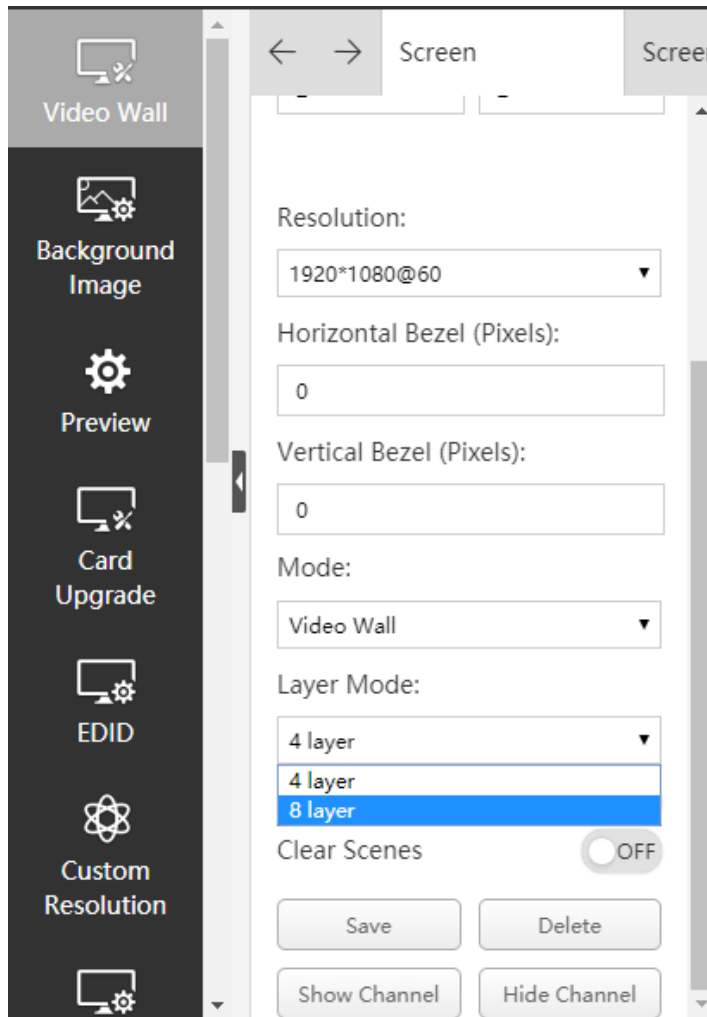 Video Wall
Background
Image
Preview
Card
Upgrade
EDID
Custom
Resolution
Screen
Resolution:
1920*1080@60
Horizontal Bezel (Pixels):
0
Vertical Bezel (Pixels):
0
Mode:
Video Wall
Layer Mode:
4 layer
4 layer
8 layer
Clear Scenes OFF
Save Delete
Show Channel Hide Channel